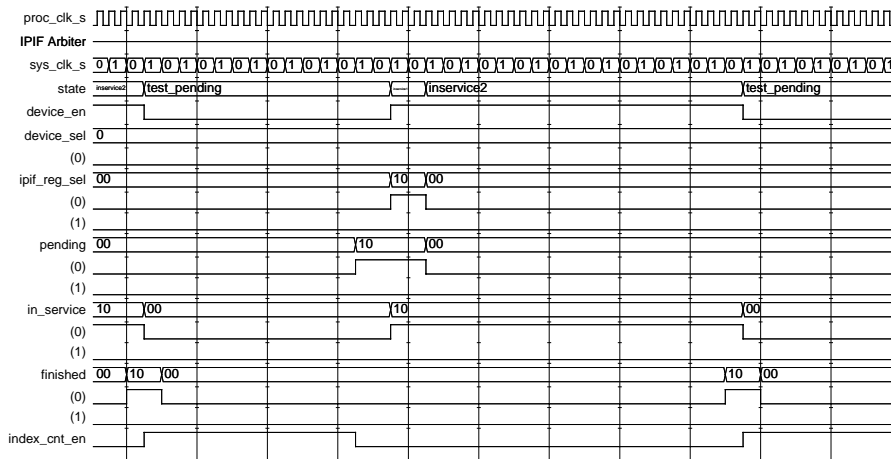 proc_clk_s
IPIF Arbiter
sys_clk_s 0 1 0 1 0 1 0 1 0 1 0 1 0 1 0 1 0 1 0 1 0 1 0 1 0 1 0 1 0 1 0 1 0 1 0 1 0 1 0 1 0 1 0 1 0 1
state inservice2 test_pending inservice2 test_pending
device_en
device_sel 0
(0)
ipif_reg_sel 00 10 00
(0)
(1)
pending 00 10 00
(0)
(1)
in_service 10 00 10 00
(0)
(1)
finished 00 10 00 10 00
(0)
(1)
index_cnt_en